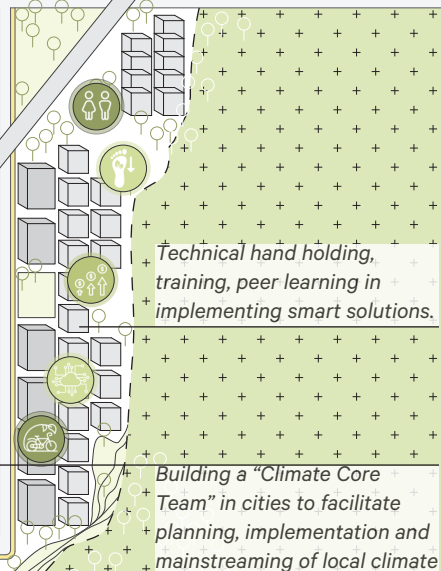 Technical hand holding,
training, peer learning in
implementing smart solutions.
Building a “Climate Core
Team” in cities to facilitate
planning, implementation and
mainstreaming of local climate